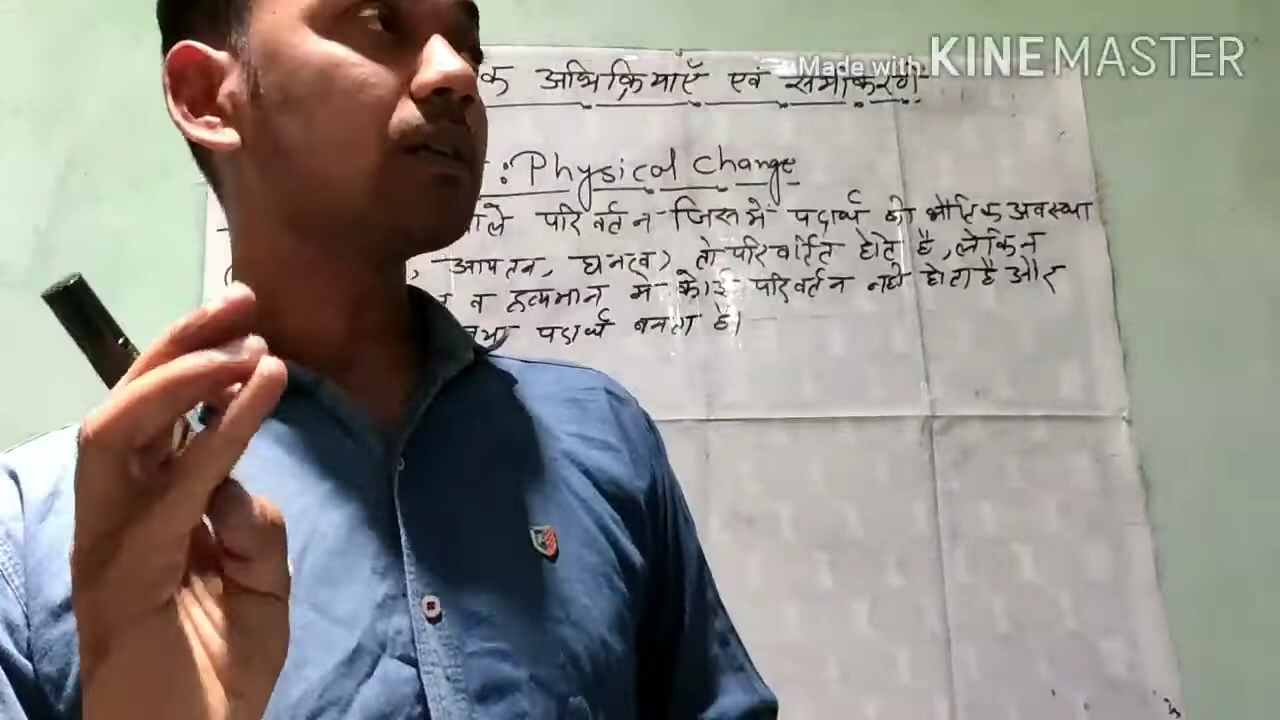 Made with KINEMASTER
क अभिक्रियाएँ एवं समीकरणें
: Physical Change
ले परिवर्तन जिसमे पदार्थ की भौतिक अवस्था
, आयतन, घनत्व) तो परिवर्तित होते है, लेकिन
व द्रव्यमान मे कोई परिवर्तन नही होता है और
पदार्थ बनता है।